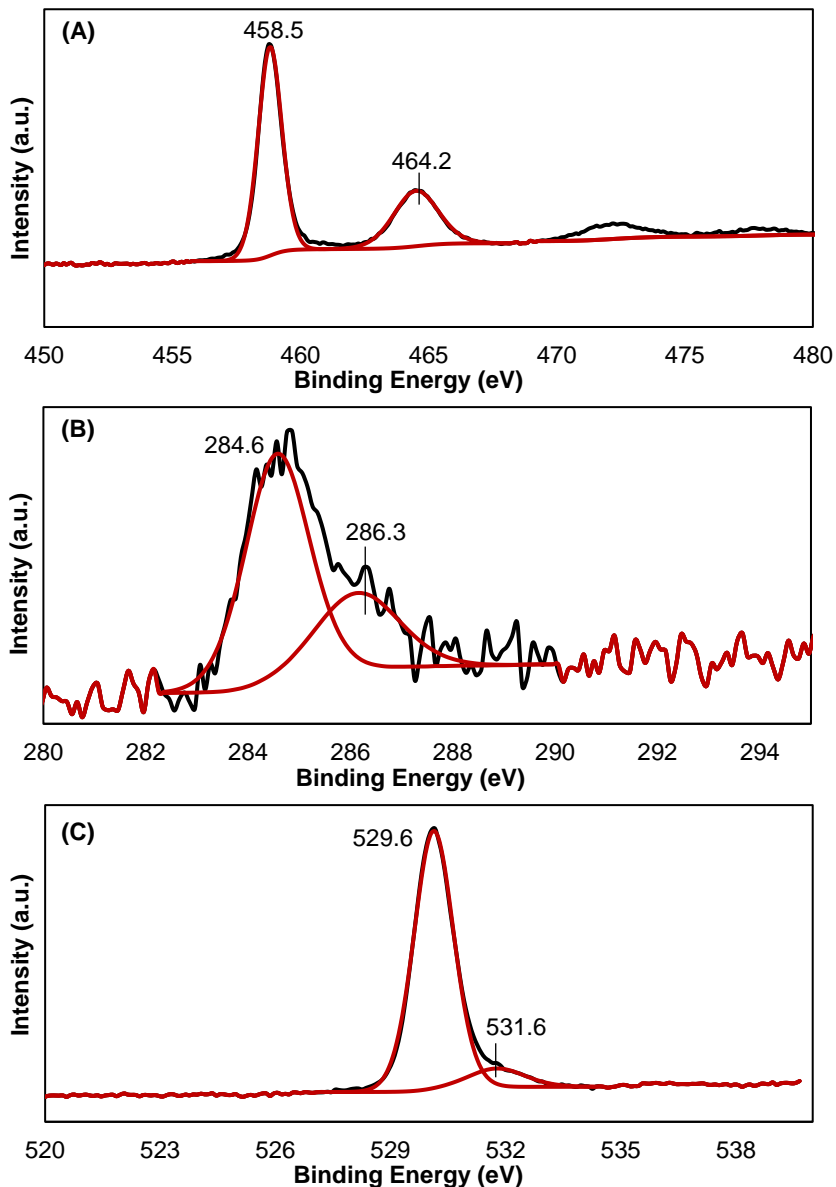 (A)
458.5
464.2
Intensity (a.u.)
450 455 460 465 470 475 480
Binding Energy (eV)
(B)
284.6
286.3
Intensity (a.u.)
280 282 284 286 288 290 292 294
Binding Energy (eV)
(C)
529.6
531.6
Intensity (a.u.)
520 523 526 529 532 535 538
Binding Energy (eV)